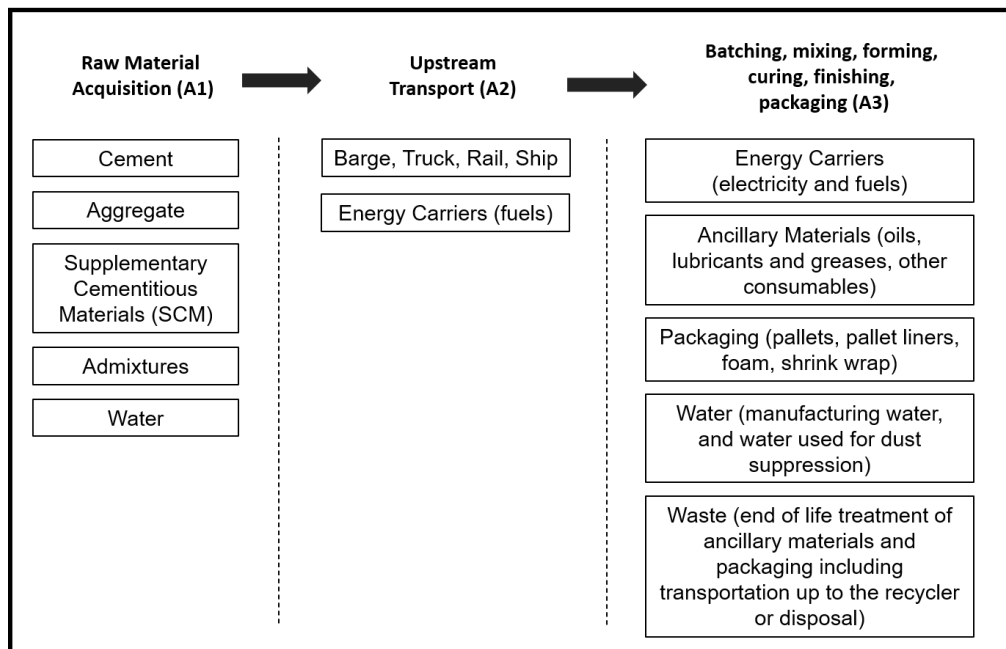 Raw Material
Acquisition (A1)
Upstream
Transport (A2)
Batching, mixing, forming,
curing, finishing,
packaging (A3)
Cement
Aggregate
Supplementary
Cementitious
Materials (SCM)
Admixtures
Water
Barge, Truck, Rail, Ship
Energy Carriers (fuels)
Energy Carriers
(electricity and fuels)
Ancillary Materials (oils,
lubricants and greases, other
consumables)
Packaging (pallets, pallet liners,
foam, shrink wrap)
Water (manufacturing water,
and water used for dust
suppression)
Waste (end of life treatment of
ancillary materials and
packaging including
transportation up to the recycler
or disposal)